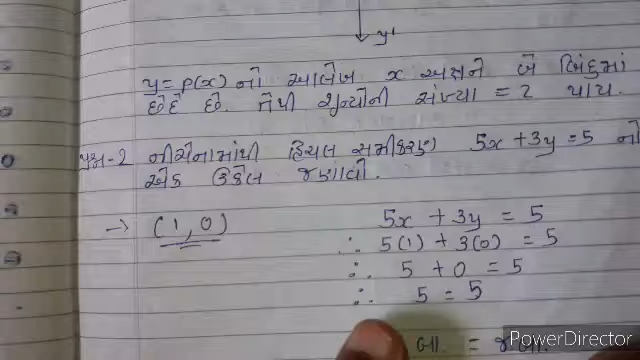 y'
y = p(x) નો આલેખ x અક્ષને બે બિંદુમાં
છેદે છે. તેથી શૂન્યોની સંખ્યા = 2 થાય.
પ્રશ્ન-2 નીચેનામાંથી દ્વિચલ સમીકરણ 5x + 3y = 5 નો
એક ઉકેલ જણાવો.
→ (1, 0)
5x + 3y = 5
∴ 5(1) + 3(0) = 5
∴ 5 + 0 = 5
∴ 5 = 5
બા. = જ.બા.
PowerDirector